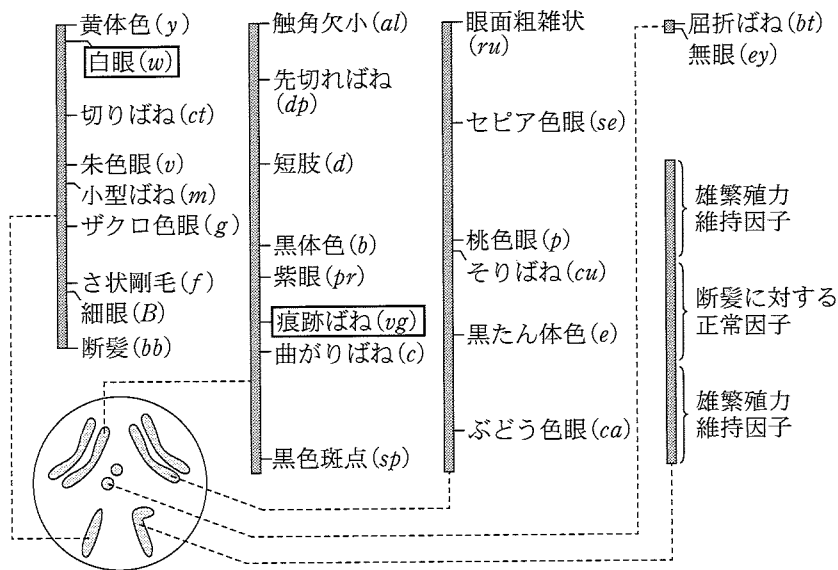 黄体色(y)
白眼(w)
切りばね(ct)
朱色眼(v)
小型ばね(m)
ザクロ色眼(g)
さ状剛毛(f)
細眼(B)
断髪(bb)
触角欠小(al)
先切ればね
(dp)
短肢(d)
黒体色(b)
紫眼(pr)
痕跡ばね(vg)
曲がりばね(c)
黒色斑点(sp)
眼面粗雑状
(ru)
セピア色眼(se)
桃色眼(p)
そりばね(cu)
黒たん体色(e)
ぶどう色眼(ca)
屈折ばね(bt)
無眼(ey)
雄繁殖力
維持因子
断髪に対する
正常因子
雄繁殖力
維持因子